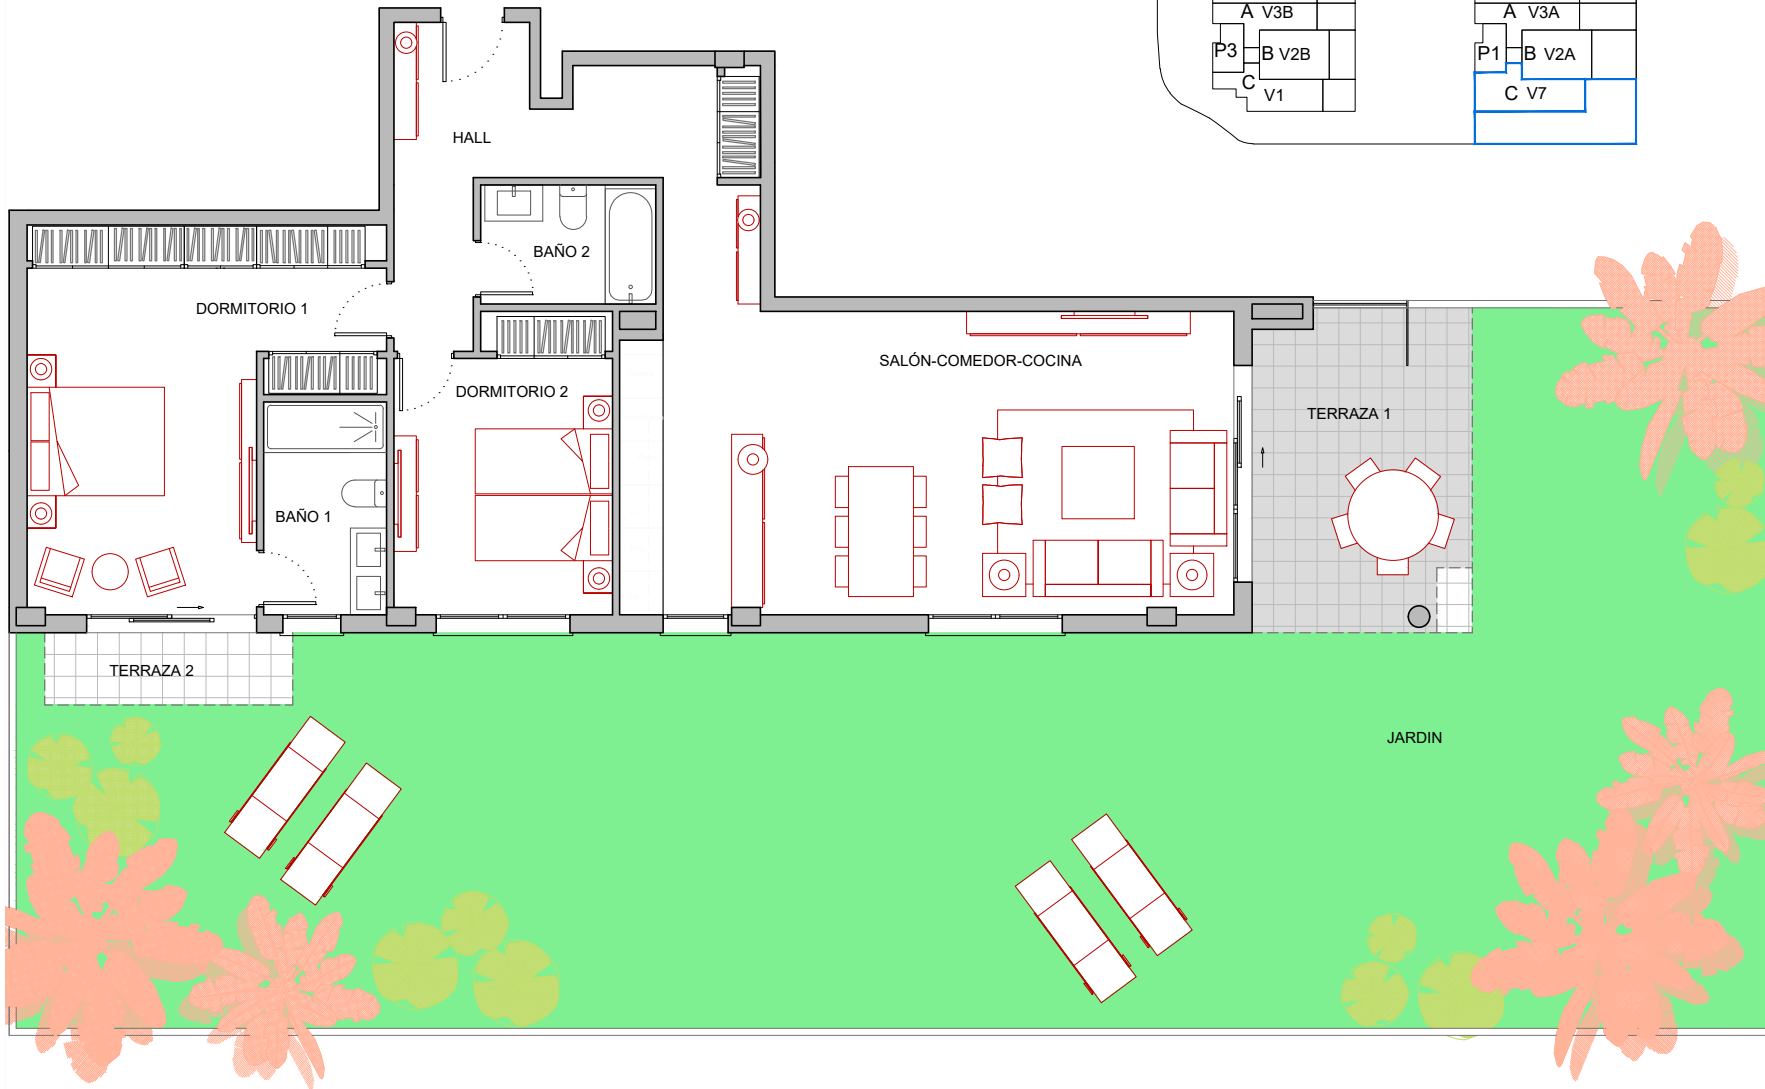 A V3B
A V3A
P3 B V2B
P1 B V2A
C V1
C V7
HALL
BAÑO 2
DORMITORIO 1
SALÓN-COMEDOR-COCINA
DORMITORIO 2
TERRAZA 1
BAÑO 1
TERRAZA 2
JARDIN